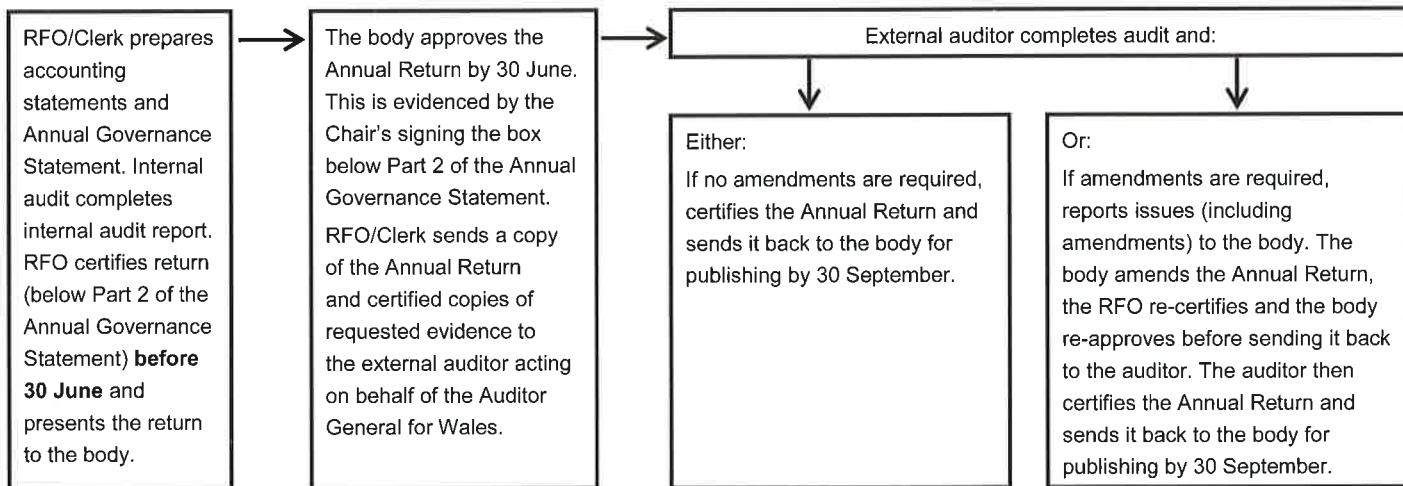 RFO/Clerk prepares
accounting
statements and
Annual Governance
Statement. Internal
audit completes
internal audit report.
RFO certifies return
(below Part 2 of the
Annual Governance
Statement) before
30 June and
presents the return
to the body.
The body approves the
Annual Return by 30 June.
This is evidenced by the
Chair's signing the box
below Part 2 of the Annual
Governance Statement.
RFO/Clerk sends a copy
of the Annual Return
and certified copies of
requested evidence to
the external auditor acting
on behalf of the Auditor
General for Wales.
External auditor completes audit and:
Either:
If no amendments are required,
certifies the Annual Return and
sends it back to the body for
publishing by 30 September.
Or:
If amendments are required,
reports issues (including
amendments) to the body. The
body amends the Annual Return,
the RFO re-certifies and the body
re-approves before sending it back
to the auditor. The auditor then
certifies the Annual Return and
sends it back to the body for
publishing by 30 September.